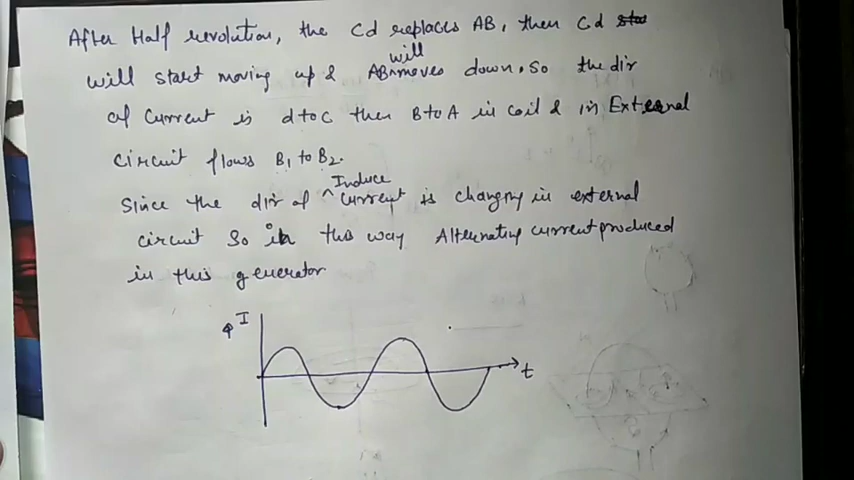 After Half revolution, the Cd replaces AB, then Cd
will start moving up & AB will moves down. So the dir
of Current is d to C then B to A in coil & in External
circuit flows B1 to B2.
Since the dir of Induce current is changing in external
circuit So in this way Alternating current produced
in this generator
I
t